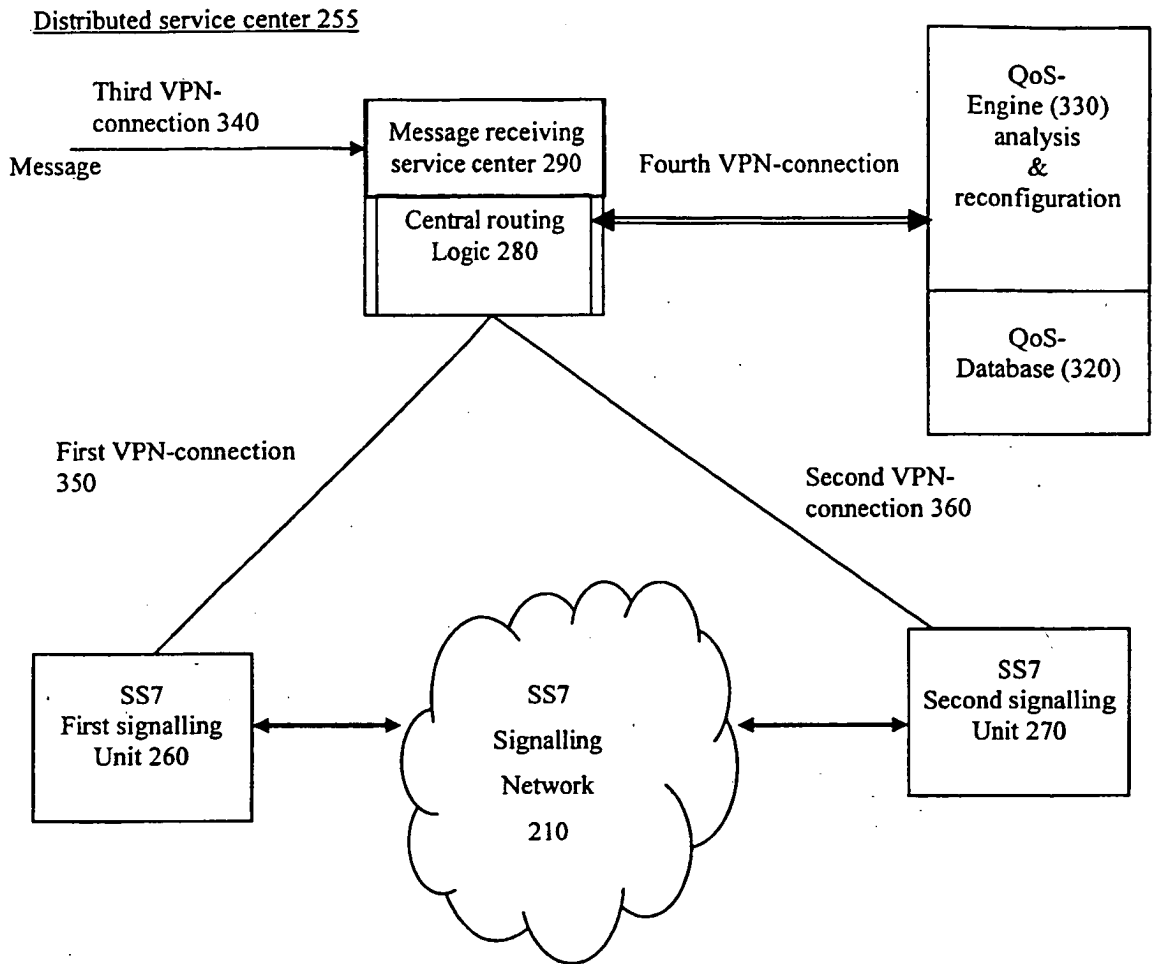 Distributed service center 255
Third VPN-
connection 340
Message
Message receiving
service center 290
Central routing
Logic 280
Fourth VPN-connection
QoS-
Engine (330)
analysis
&
reconfiguration
QoS-
Database (320)
First VPN-connection
350
Second VPN-
connection 360
SS7
First signalling
Unit 260
SS7
Signalling
Network
210
SS7
Second signalling
Unit 270